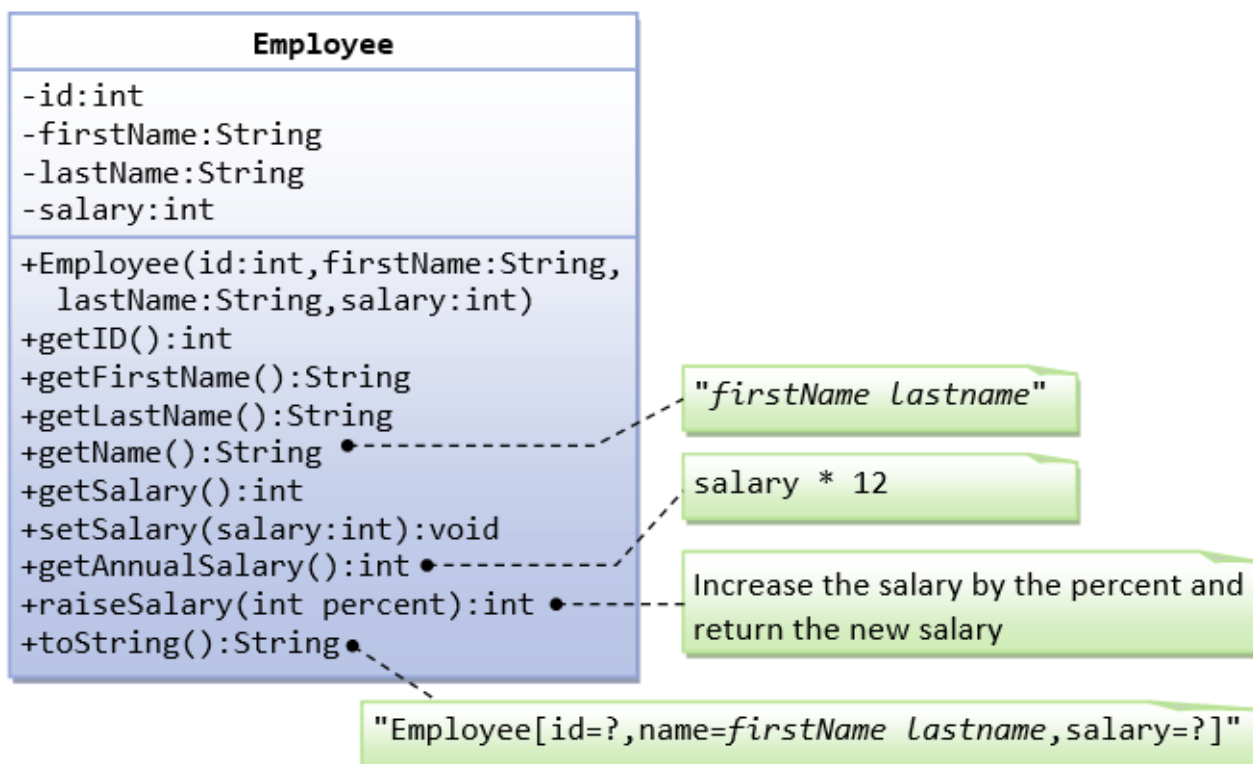 Employee
-id:int
-firstName:String
-lastName:String
-salary:int
+Employee(id:int,firstName:String,
lastName:String,salary:int)
+getID():int
+getFirstName():String
+getLastName():String
+getName():String
+getSalary():int
+setSalary(salary:int):void
+getAnnualSalary():int
+raiseSalary(int percent):int
+toString():String
"firstName lastname"
salary * 12
Increase the salary by the percent and
return the new salary
"Employee[id=?,name=firstName lastname,salary=?]"